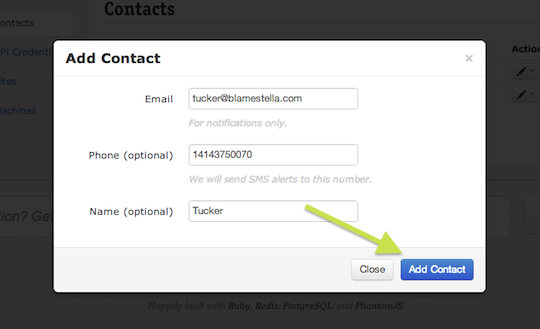 Contacts
ontacts
Action
Add Contact
×
PI Credenti
ites
achines
Email
tucker@blamestella.com
For notifications only.
Phone (optional)
14143750070
We will send SMS alerts to this number.
Name (optional)
Tucker
tion? Ge
Close
Add Contact
Happily built with Ruby, Redis, PostgreSQL, and PhantomJS.